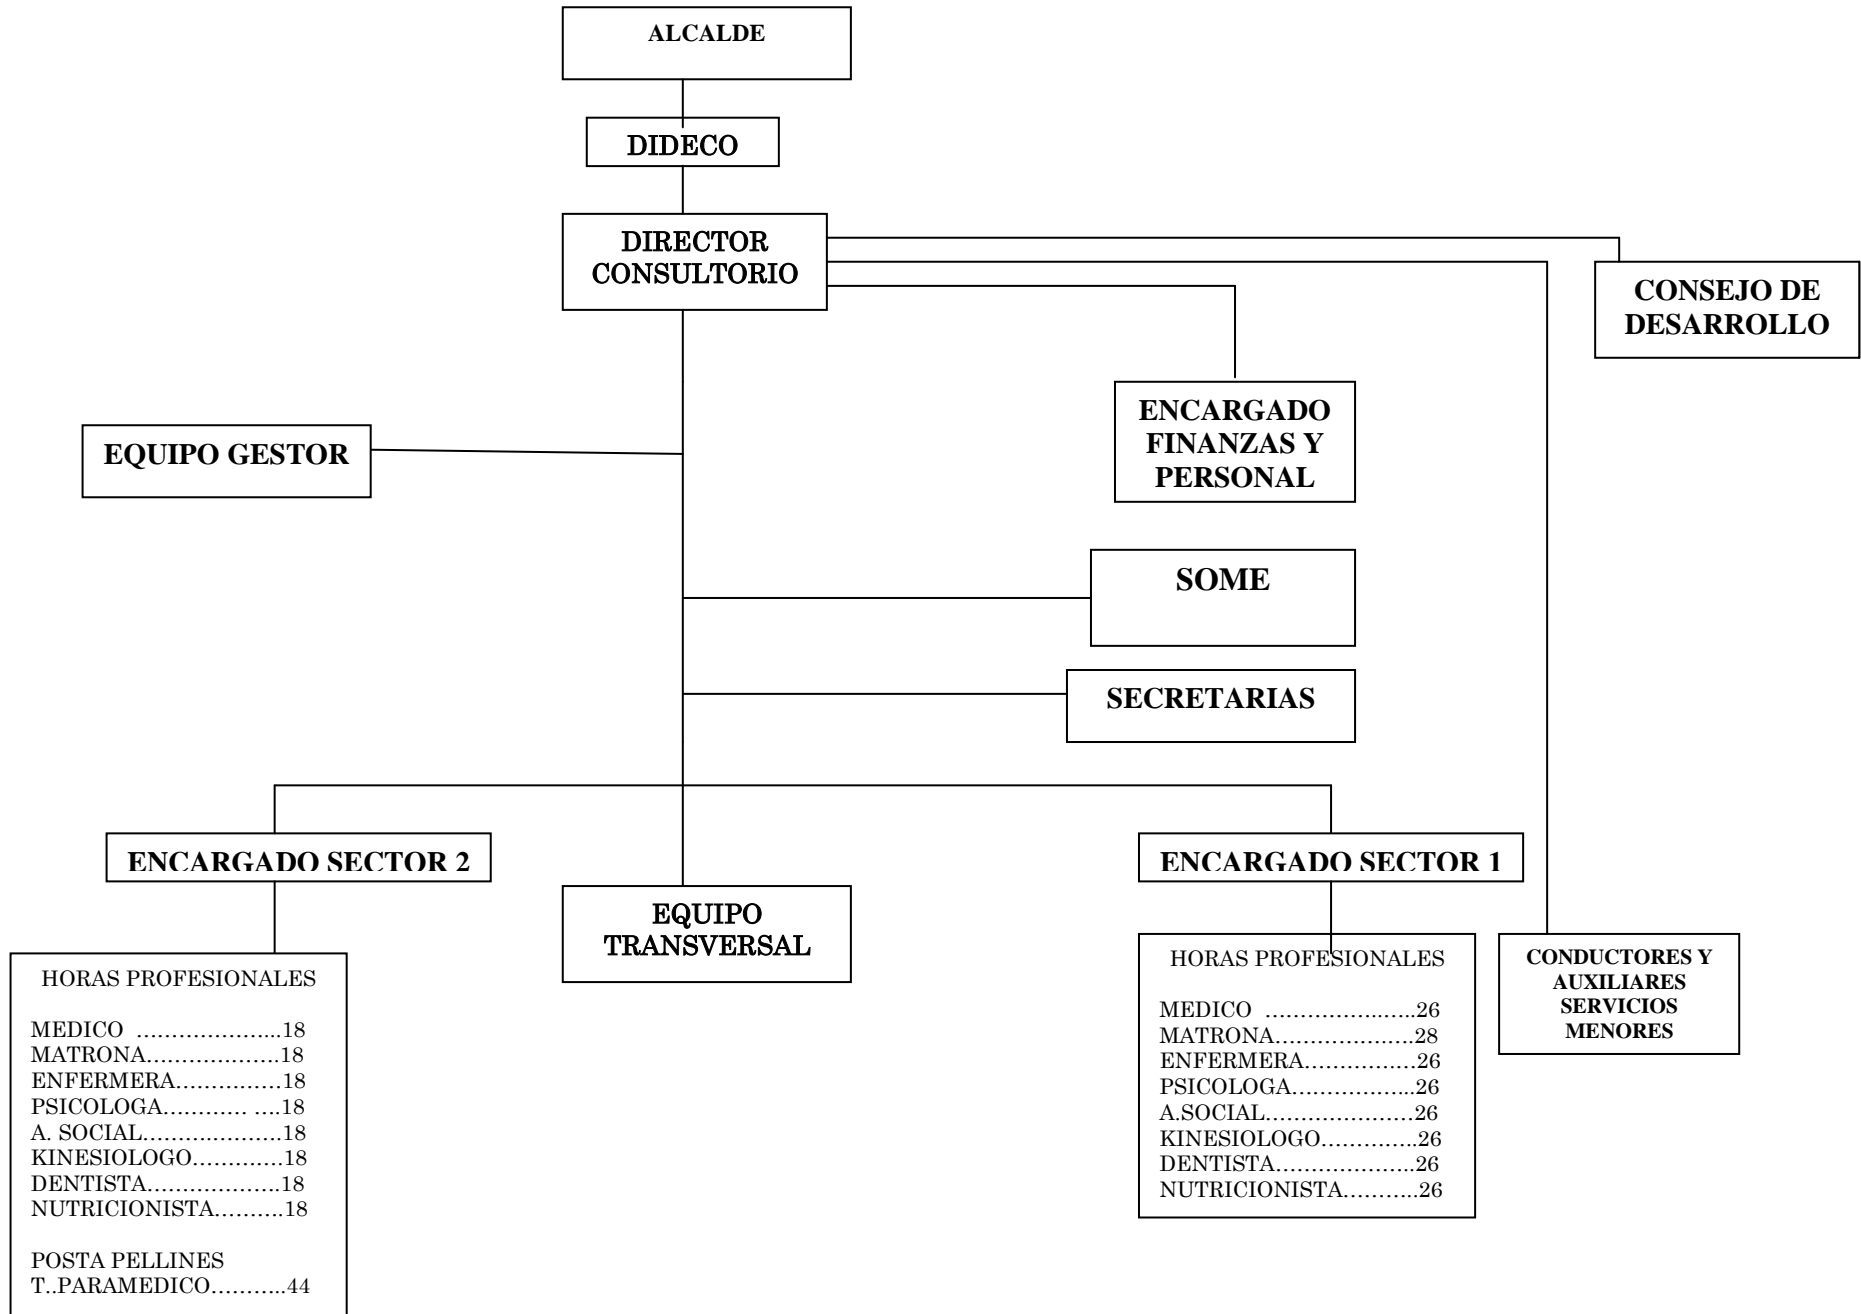 ALCALDE
DIDECO
DIRECTOR
CONSULTORIO
CONSEJO DE
DESARROLLO
ENCARGADO
FINANZAS Y
PERSONAL
EQUIPO GESTOR
SOME
SECRETARIAS
ENCARGADO SECTOR 2
ENCARGADO SECTOR 1
EQUIPO
TRANSVERSAL
HORAS PROFESIONALES
MEDICO ………………...18
MATRONA……………….18
ENFERMERA……………18
PSICOLOGA………… ….18
A. SOCIAL……………….18
KINESIOLOGO………….18
DENTISTA……………….18
NUTRICIONISTA……….18
POSTA PELLINES
T..PARAMEDICO………..44
HORAS PROFESIONALES
MEDICO ……………..…..26
MATRONA……………….28
ENFERMERA……………26
PSICOLOGA……………...26
A.SOCIAL…………………26
KINESIOLOGO…………..26
DENTISTA………………..26
NUTRICIONISTA………..26
CONDUCTORES Y
AUXILIARES
SERVICIOS
MENORES